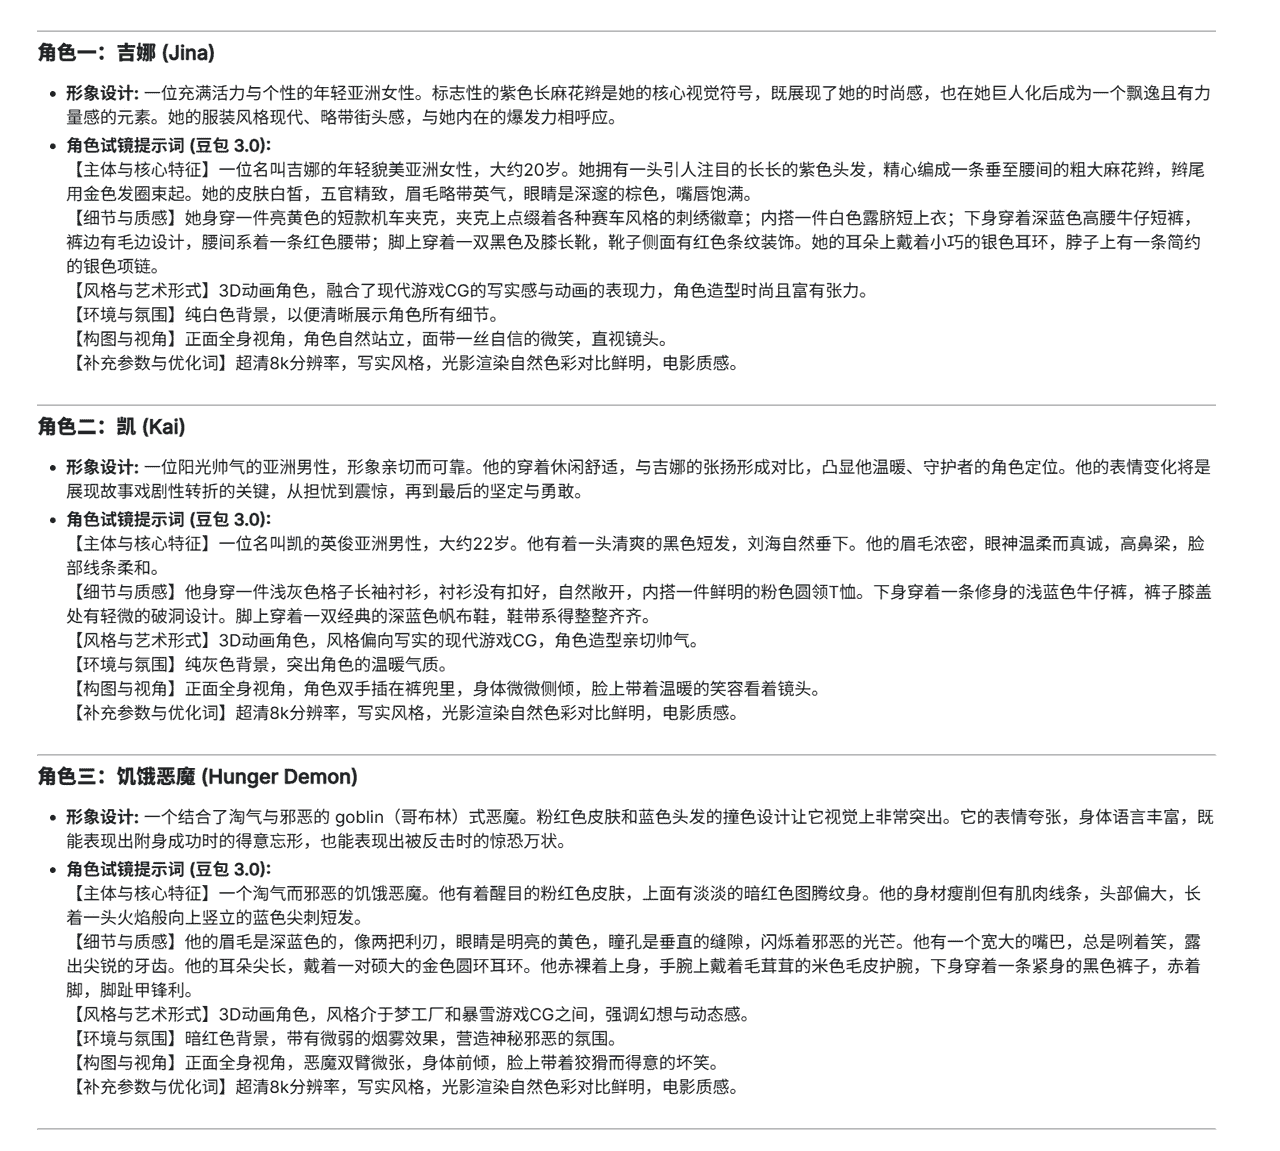 角色一：吉娜 (Jina)
• 形象设计: 一位充满活力与个性的年轻亚洲女性。标志性的紫色长麻花辫是她的核心视觉符号，既展现了她的时尚感，也在她巨人化后成为一个飘逸且有力
量感的元素。她的服装风格现代、略带街头感，与她内在的爆发力相呼应。
• 角色试镜提示词 (豆包 3.0):
【主体与核心特征】一位名叫吉娜的年轻貌美亚洲女性，大约20岁。她拥有一头引人注目的长长的紫色头发，精心编成一条垂至腰间的粗大麻花辫，辫尾
用金色发圈束起。她的皮肤白皙，五官精致，眉毛略带英气，眼睛是深邃的棕色，嘴唇饱满。
【细节与质感】她身穿一件亮黄色的短款机车夹克，夹克上点缀着各种赛车风格的刺绣徽章；内搭一件白色露脐短上衣；下身穿着深蓝色高腰牛仔短裤，
裤边有毛边设计，腰间系着一条红色腰带；脚上穿着一双黑色及膝长靴，靴子侧面有红色条纹装饰。她的耳朵上戴着小巧的银色耳环，脖子上有一条简约
的银色项链。
【风格与艺术形式】3D动画角色，融合了现代游戏CG的写实感与动画的表现力，角色造型时尚且富有张力。
【环境与氛围】纯白色背景，以便清晰展示角色所有细节。
【构图与视角】正面全身视角，角色自然站立，面带一丝自信的微笑，直视镜头。
【补充参数与优化词】超清8k分辨率，写实风格，光影渲染自然色彩对比鲜明，电影质感。
角色二：凯 (Kai)
• 形象设计: 一位阳光帅气的亚洲男性，形象亲切而可靠。他的穿着休闲舒适，与吉娜的张扬形成对比，凸显他温暖、守护者的角色定位。他的表情变化将是
展现故事戏剧性转折的关键，从担忧到震惊，再到最后的坚定与勇敢。
• 角色试镜提示词 (豆包 3.0):
【主体与核心特征】一位名叫凯的英俊亚洲男性，大约22岁。他有着一头清爽的黑色短发，刘海自然垂下。他的眉毛浓密，眼神温柔而真诚，高鼻梁，脸
部线条柔和。
【细节与质感】他身穿一件浅灰色格子长袖衬衫，衬衫没有扣好，自然敞开，内搭一件鲜明的粉色圆领T恤。下身穿着一条修身的浅蓝色牛仔裤，裤子膝盖
处有轻微的破洞设计。脚上穿着一双经典的深蓝色帆布鞋，鞋带系得整整齐齐。
【风格与艺术形式】3D动画角色，风格偏向写实的现代游戏CG，角色造型亲切帅气。
【环境与氛围】纯灰色背景，突出角色的温暖气质。
【构图与视角】正面全身视角，角色双手插在裤兜里，身体微微侧倾，脸上带着温暖的笑容看着镜头。
【补充参数与优化词】超清8k分辨率，写实风格，光影渲染自然色彩对比鲜明，电影质感。
角色三：饥饿恶魔 (Hunger Demon)
• 形象设计: 一个结合了淘气与邪恶的 goblin（哥布林）式恶魔。粉红色皮肤和蓝色头发的撞色设计让它视觉上非常突出。它的表情夸张，身体语言丰富，既
能表现出附身成功时的得意忘形，也能表现出被反击时的惊恐万状。
• 角色试镜提示词 (豆包 3.0):
【主体与核心特征】一个淘气而邪恶的饥饿恶魔。他有着醒目的粉红色皮肤，上面有淡淡的暗红色图腾纹身。他的身材瘦削但有肌肉线条，头部偏大，长
着一头火焰般向上竖立的蓝色尖刺短发。
【细节与质感】他的眉毛是深蓝色的，像两把利刃，眼睛是明亮的黄色，瞳孔是垂直的缝隙，闪烁着邪恶的光芒。他有一个宽大的嘴巴，总是咧着笑，露
出尖锐的牙齿。他的耳朵尖长，戴着一对硕大的金色圆环耳环。他赤裸着上身，手腕上戴着毛茸茸的米色毛皮护腕，下身穿着一条紧身的黑色裤子，赤着
脚，脚趾甲锋利。
【风格与艺术形式】3D动画角色，风格介于梦工厂和暴雪游戏CG之间，强调幻想与动态感。
【环境与氛围】暗红色背景，带有微弱的烟雾效果，营造神秘邪恶的氛围。
【构图与视角】正面全身视角，恶魔双臂微张，身体前倾，脸上带着狡猾而得意的坏笑。
【补充参数与优化词】超清8k分辨率，写实风格，光影渲染自然色彩对比鲜明，电影质感。